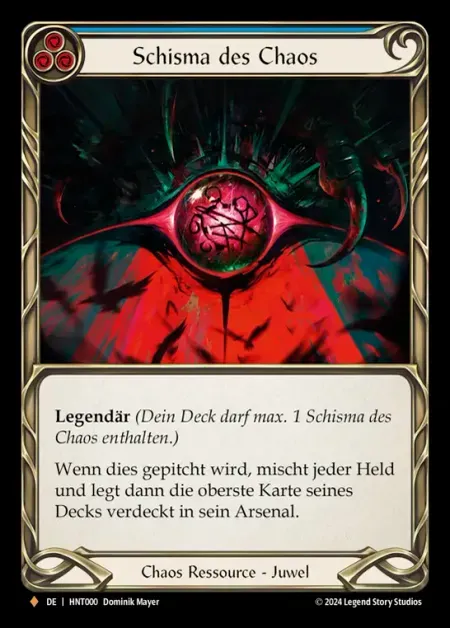 Schisma des Chaos
Legendär (Dein Deck darf max. 1 Schisma des
Chaos enthalten.)
Wenn dies gepitcht wird, mischt jeder Held
und legt dann die oberste Karte seines
Decks verdeckt in sein Arsenal.
Chaos Ressource - Juwel
DE | HNT000 Dominik Mayer © 2024 Legend Story Studios